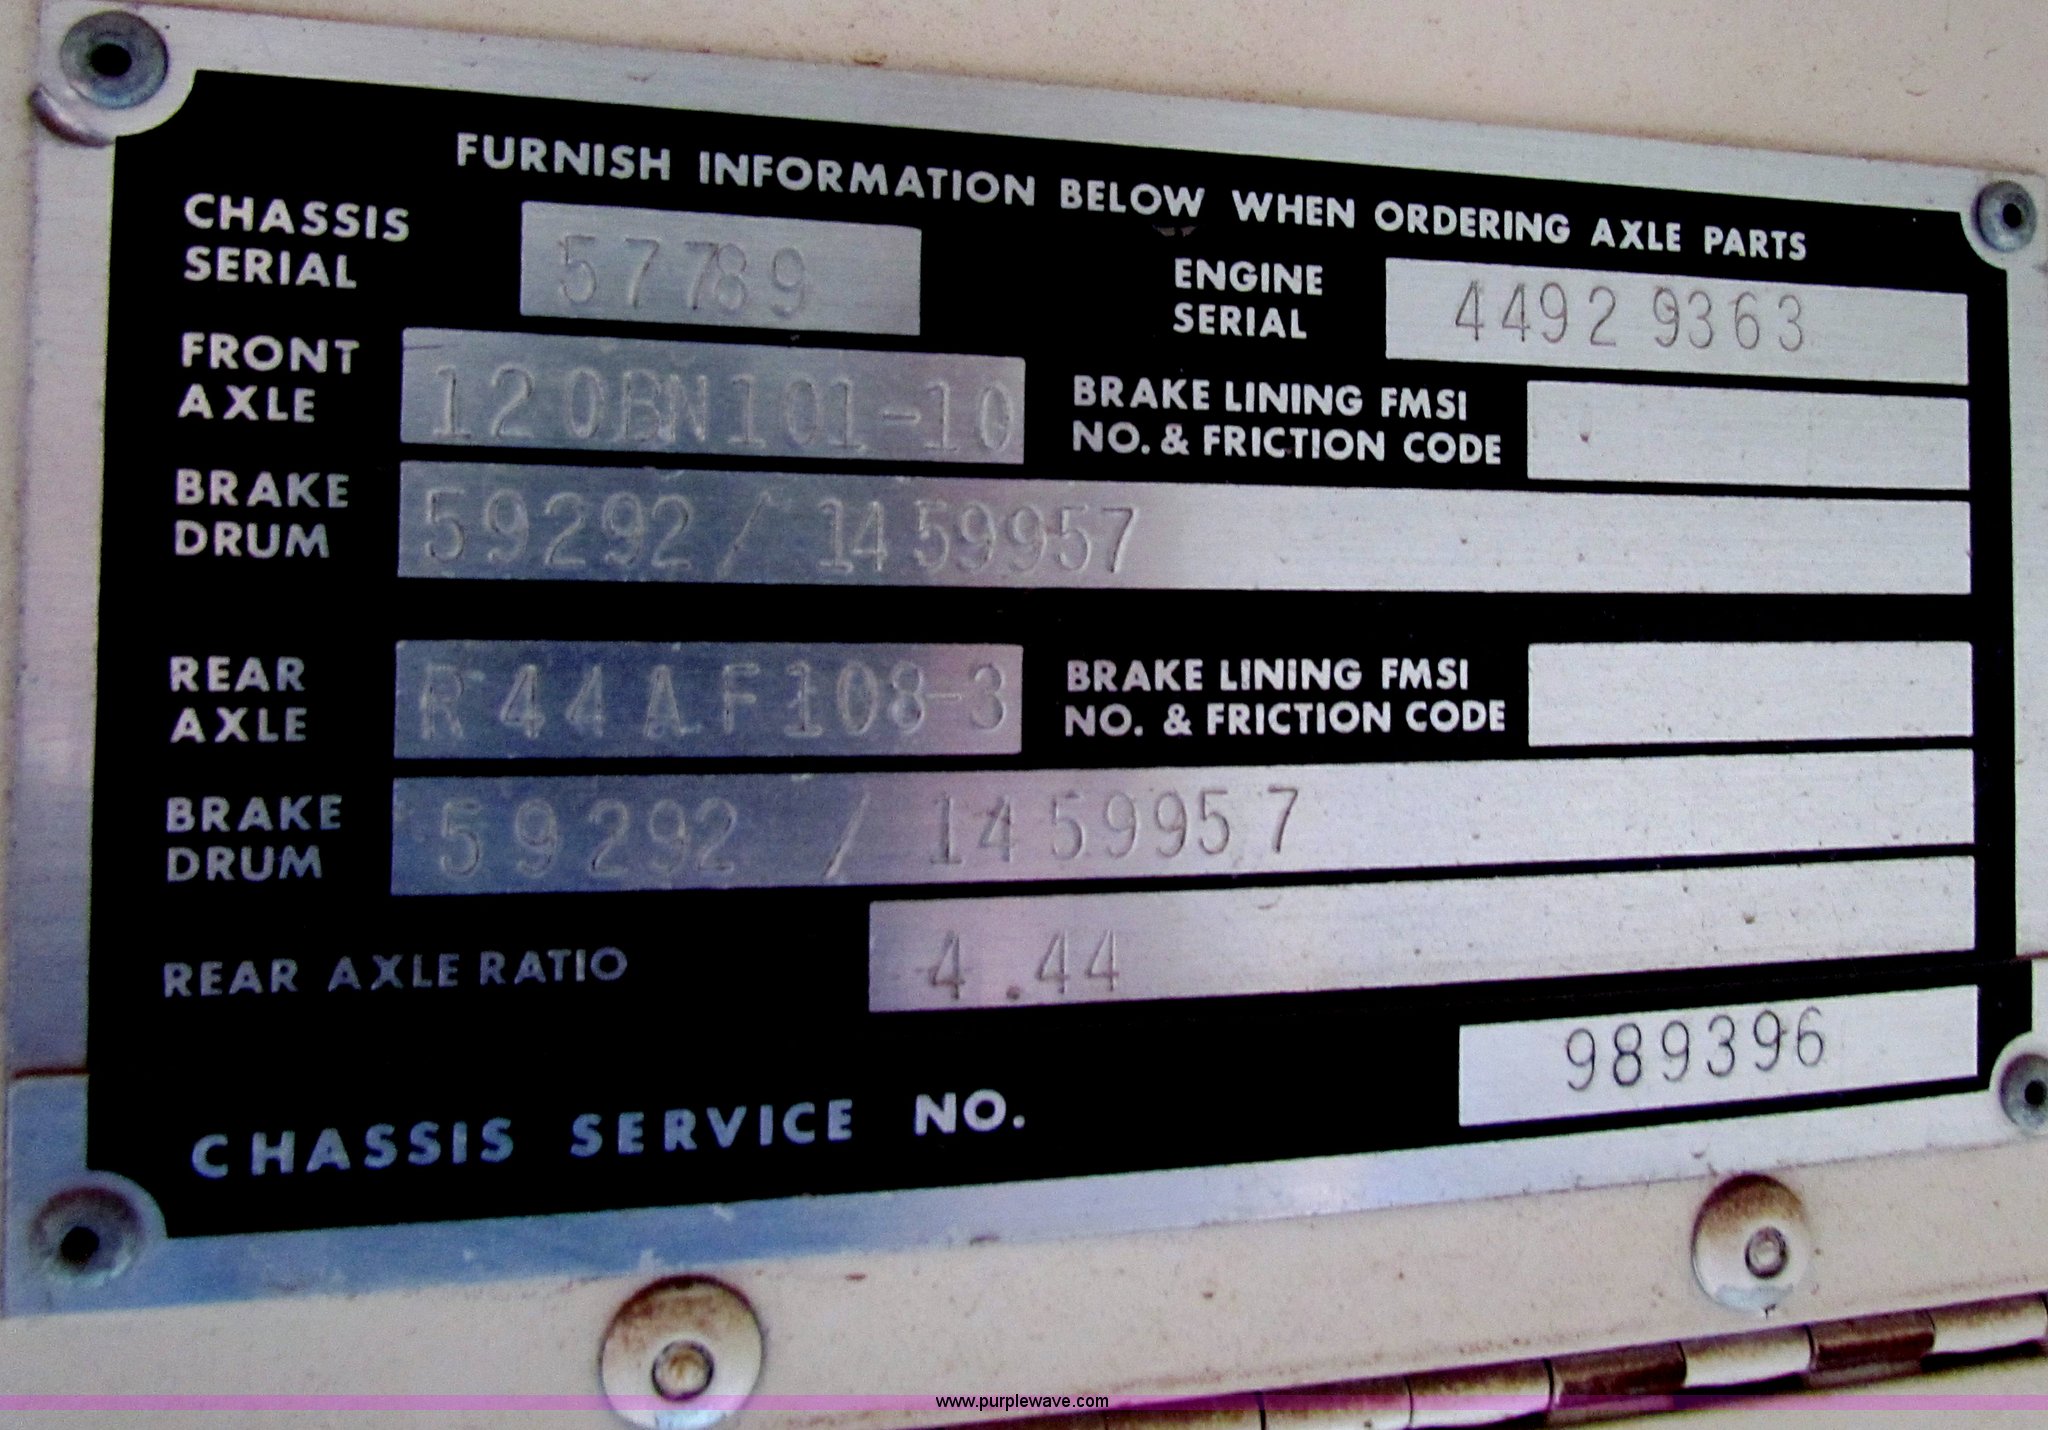 FURNISH INFORMATION BELOW WHEN ORDERING AXLE PARTS
CHASSIS
SERIAL
57789
ENGINE
SERIAL
4492 9363
FRONT
AXLE
120BN101-10
BRAKE LINING FMSI
NO. & FRICTION CODE
BRAKE
DRUM
59292 / 1459957
REAR
AXLE
R44AF108-3
BRAKE LINING FMSI
NO. & FRICTION CODE
BRAKE
DRUM
59292 / 1459957
REAR AXLE RATIO
4.44
CHASSIS SERVICE NO.
989396
www.purplewave.com